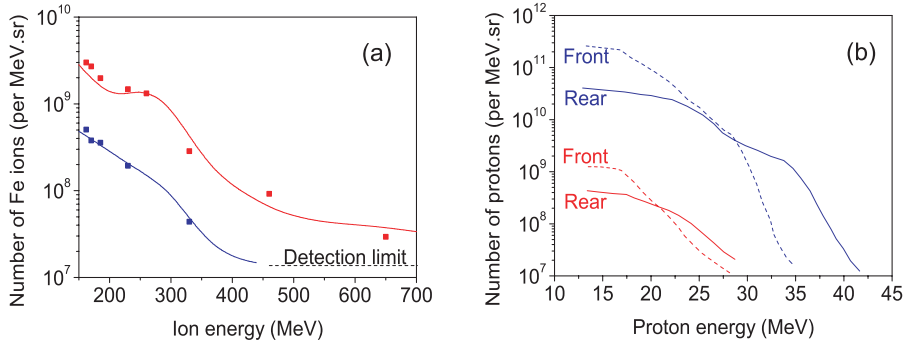 Number of Fe ions (per MeV.sr)
10^10
10^9
10^8
10^7
(a)
Detection limit
200 300 400 500 600 700
Ion energy (MeV)
Number of protons (per MeV.sr)
10^12
10^11
10^10
10^9
10^8
10^7
(b)
Front
Rear
Front
Rear
10 15 20 25 30 35 40 45
Proton energy (MeV)